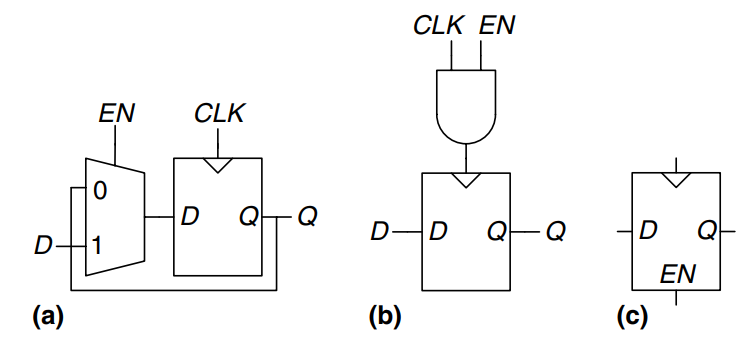 CLK EN
EN CLK
0
D Q Q
D 1
D D Q Q
D Q
EN
(a) (b) (c)